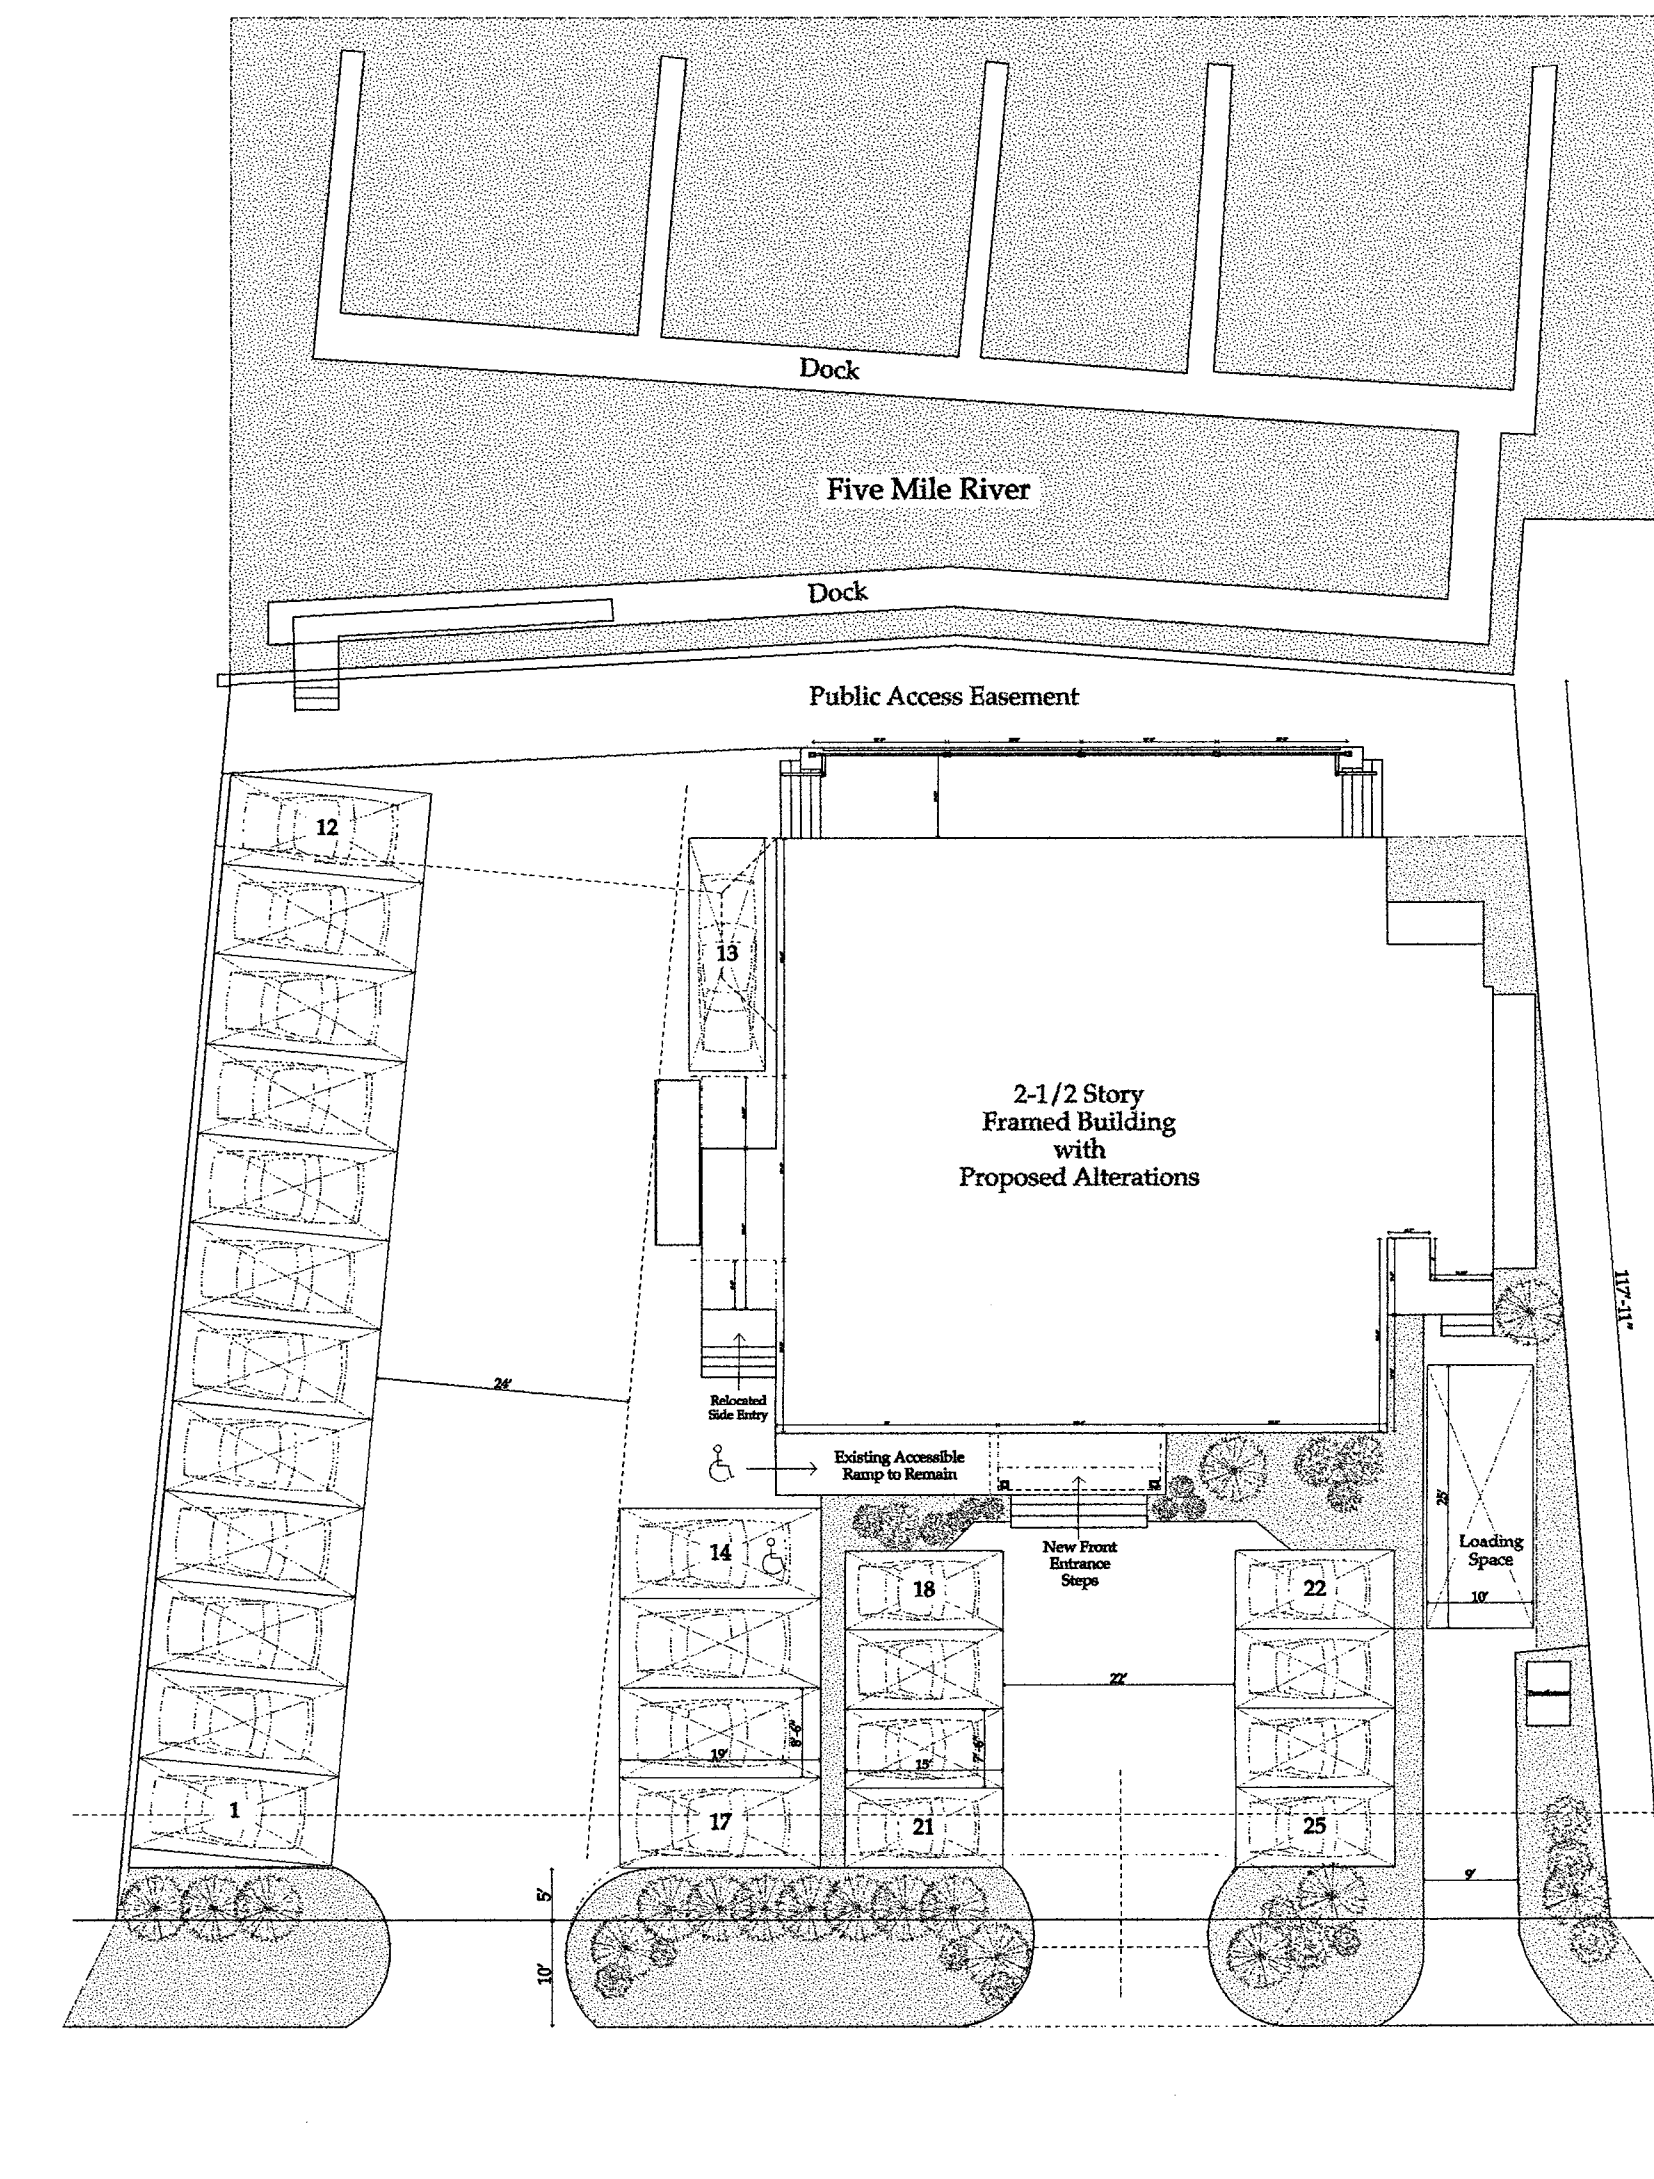 Dock
Five Mile River
Dock
Public Access Easement
12
13
2-1/2 Story
Framed Building
with
Proposed Alterations
117'-11"
24'
Relocated
Side Entry
Existing Accessible
Ramp to Remain
25'
Loading
Space
10'
New Front
Entrance
Steps
14
18
22
22'
8'-6"
19'
7'-6"
15'
1
17
21
25
9'
5'
10'